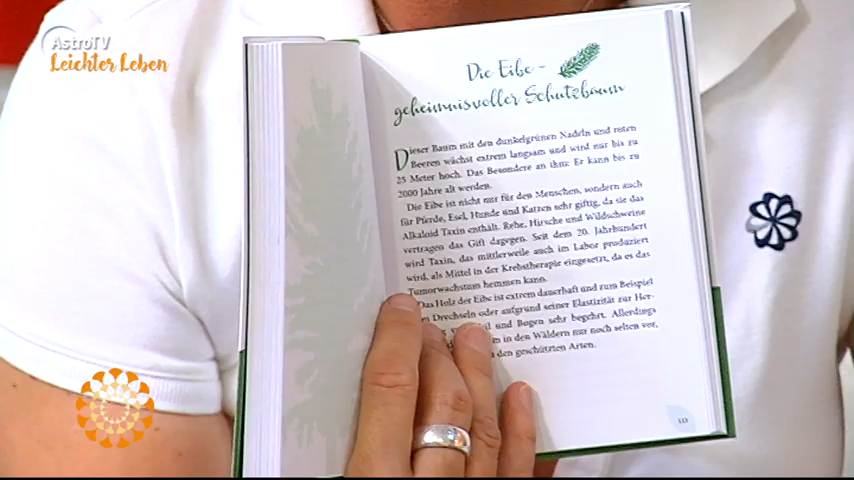 AstroTV
Leichter Leben
Die Eibe –
geheimnisvoller Schutzbaum
Dieser Baum mit den dunkelgrünen Nadeln und roten
Beeren wächst extrem langsam und wird nur bis zu
25 Meter hoch. Das Besondere an ihm: Er kann bis zu
2000 Jahre alt werden.
Die Eibe ist nicht nur für den Menschen, sondern auch
für Pferde, Esel, Hunde und Katzen sehr giftig, da sie das
Alkaloid Taxin enthält. Rehe, Hirsche und Wildschweine
vertragen das Gift dagegen. Seit dem 20. Jahrhundert
wird Taxin, das mittlerweile auch im Labor produziert
wird, als Mittel in der Krebstherapie eingesetzt, da es das
Tumorwachstum hemmen kann.
Das Holz der Eibe ist extrem dauerhaft und zum Beispiel
Drechseln oder aufgrund seiner Elastizität zur Her-
und Bogen sehr begehrt. Allerdings
in den Wäldern nur noch selten vor,
den geschützten Arten.